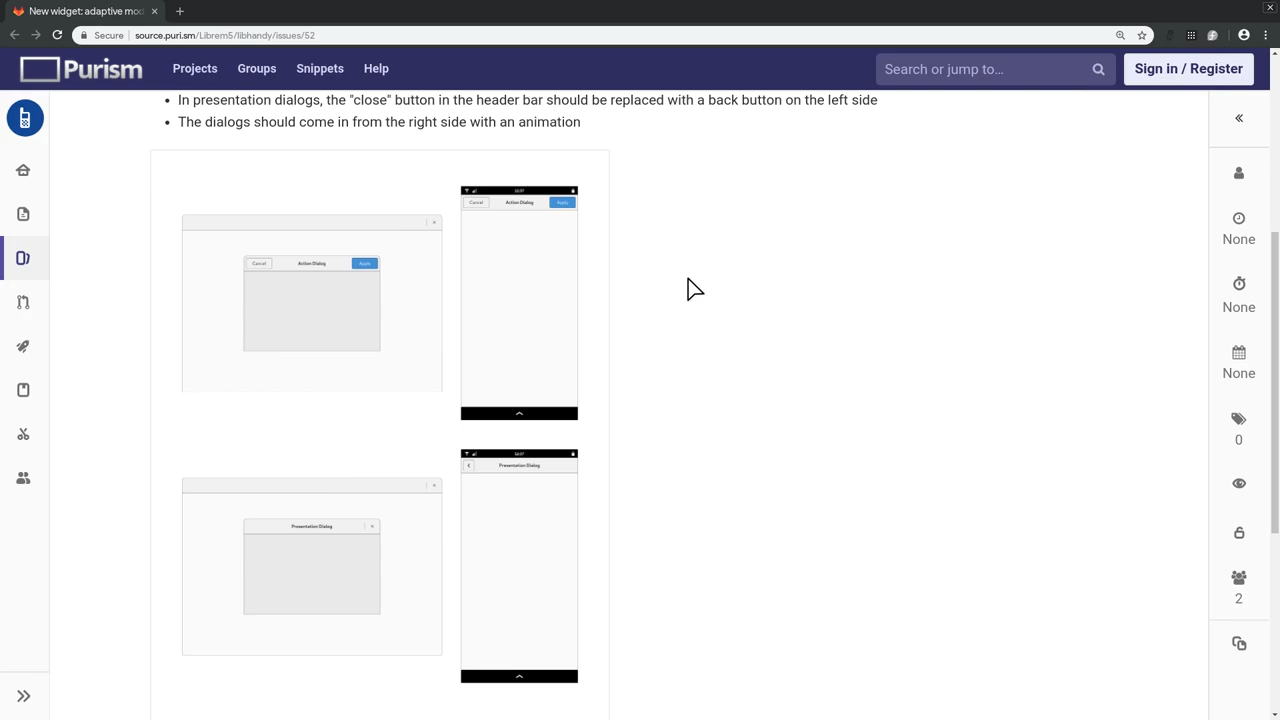 New widget: adaptive mod
Secure
source.puri.sm/Librem5/libhandy/issues/52
Purism
Projects
Groups
Snippets
Help
Search or jump to…
Sign in / Register
• In presentation dialogs, the "close" button in the header bar should be replaced with a back button on the left side
• The dialogs should come in from the right side with an animation
Cancel
Action Dialog
Apply
Cancel
Action Dialog
Apply
Presentation Dialog
Presentation Dialog
None
None
None
0
2